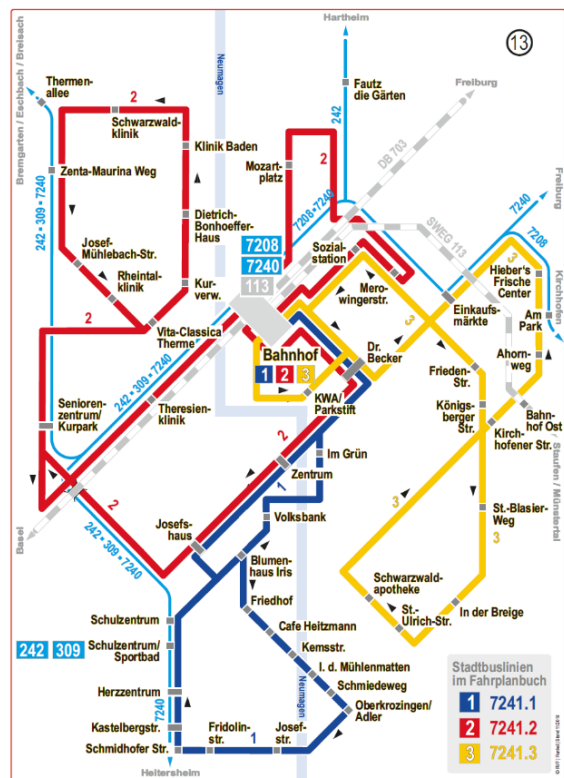 Hartheim
13
Bremgarten / Eschbach / Breisach
Thermen-
allee
2
Schwarzwald-
klinik
Neumagen
Fautz
die Gärten
242
Freiburg
DB 703
Klinik Baden
Mozart-
platz
2
Zenta-Maurina Weg
242 • 309 • 7240
Dietrich-
Bonhoeffer-
Haus
7208
7240
113
7208 • 7240
SWEG 113
Freiburg
7240
7208
Kirchhofen
Josef-
Mühlebach-Str.
Rheintal-
klinik
Kur-
verw.
Sozial-
station
3
Hieber's
Frische
Center
Mero-
wingerstr.
Einkaufs-
märkte
Am
Park
2
Vita-Classica
Therme
Bahnhof
1 2 3
Dr.
Becker
3
Ahorn-
weg
Frieden-
Str.
242 • 309 • 7240
Theresien-
klinik
KWA/
Parkstift
Königs-
berger
Str.
Bahn-
hof Ost
Kirch-
hofener Str.
Senioren-
zentrum/
Kurpark
2
Im Grün
Zentrum
1
Staufen / Münstertal
Basel
2
242 • 309 • 7240
Josefs-
haus
Volksbank
3
St.-Blasier-
Weg
3
Blumen-
haus Iris
Schwarzwald-
apotheke
St.-
Ulrich-Str.
In der Breige
Friedhof
Schulzentrum
Cafe Heitzmann
242 309
Schulzentrum/
Sportbad
Kemsstr.
I. d. Mühlenmatten
Neumagen
Schmiedeweg
Herzzentrum
7240
Oberkrozingen/
Adler
Kastelbergstr.
Schmidhofer Str.
Fridolin-
str.
1
Josef-
str.
Heitersheim
Stadtbuslinien
im Fahrplanbuch
1 7241.1
2 7241.2
3 7241.3